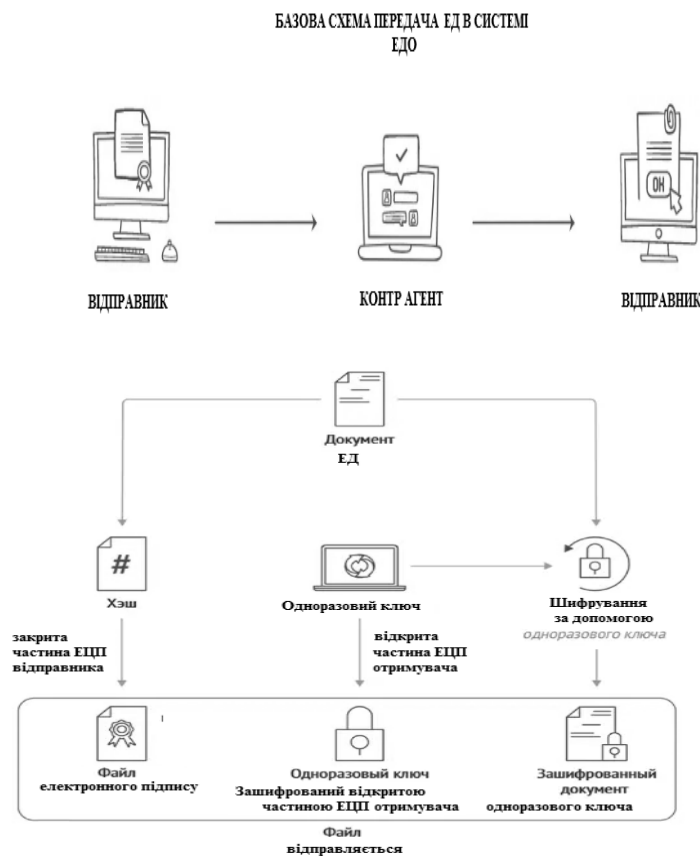 БАЗОВА СХЕМА ПЕРЕДАЧА ЕД В СИСТЕМІ
ЕДО
ОН
ВІДПРАВНИК
КОНТР АГЕНТ
ВІДПРАВНИК
Документ
ЕД
#
Хэш
Одноразовий ключ
Шифрування
за допомогою
одноразового ключа
закрита
частина ЕЦП
відправника
відкрита
частина ЕЦП
отримувача
Файл
електронного підпису
Одноразовый ключ
Зашифрований відкритою
частиною ЕЦП отримувача
Зашифрованный
документ
одноразового ключа
Файл
відправляється